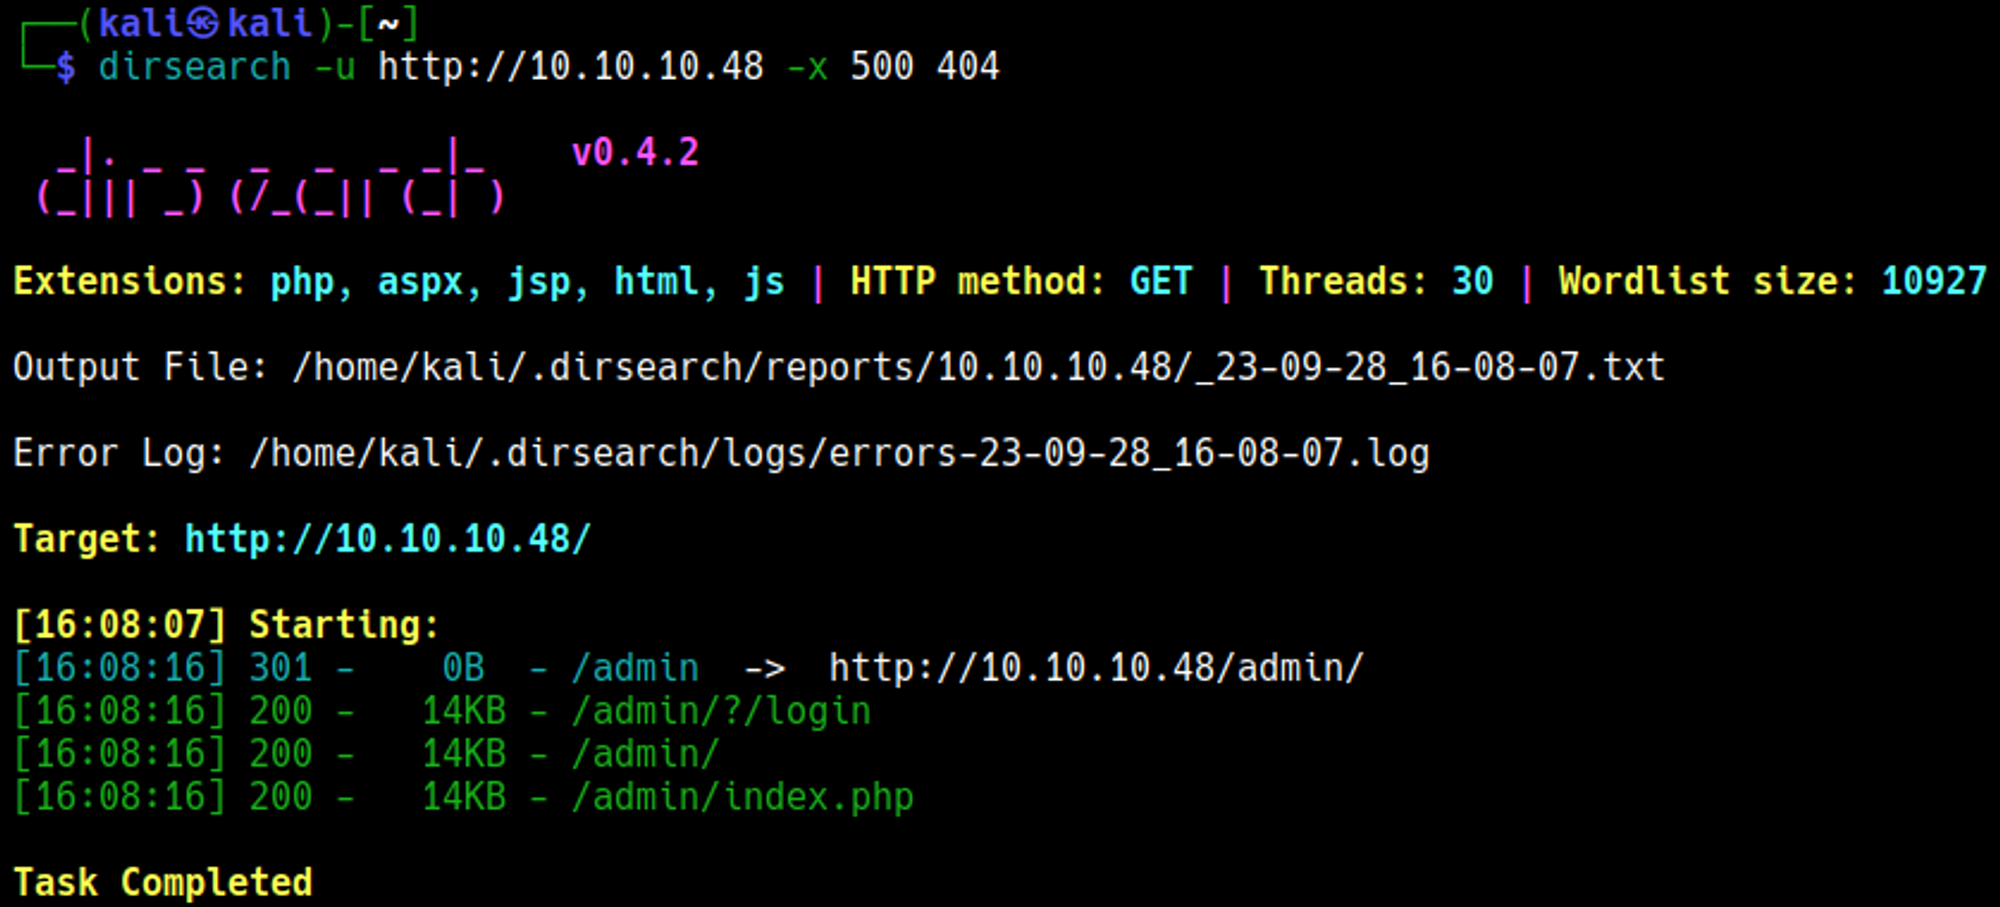 ┌──(kali㉿kali)-[~]
└─$ dirsearch -u http://10.10.10.48 -x 500 404
  _|. _ _  _  _  _ _|_    v0.4.2
 (_||| _) (/_(_|| (_| )
Extensions: php, aspx, jsp, html, js | HTTP method: GET | Threads: 30 | Wordlist size: 10927
Output File: /home/kali/.dirsearch/reports/10.10.10.48/_23-09-28_16-08-07.txt
Error Log: /home/kali/.dirsearch/logs/errors-23-09-28_16-08-07.log
Target: http://10.10.10.48/
[16:08:07] Starting:
[16:08:16] 301 -    0B  - /admin  ->  http://10.10.10.48/admin/
[16:08:16] 200 -   14KB - /admin/?/login
[16:08:16] 200 -   14KB - /admin/
[16:08:16] 200 -   14KB - /admin/index.php
Task Completed